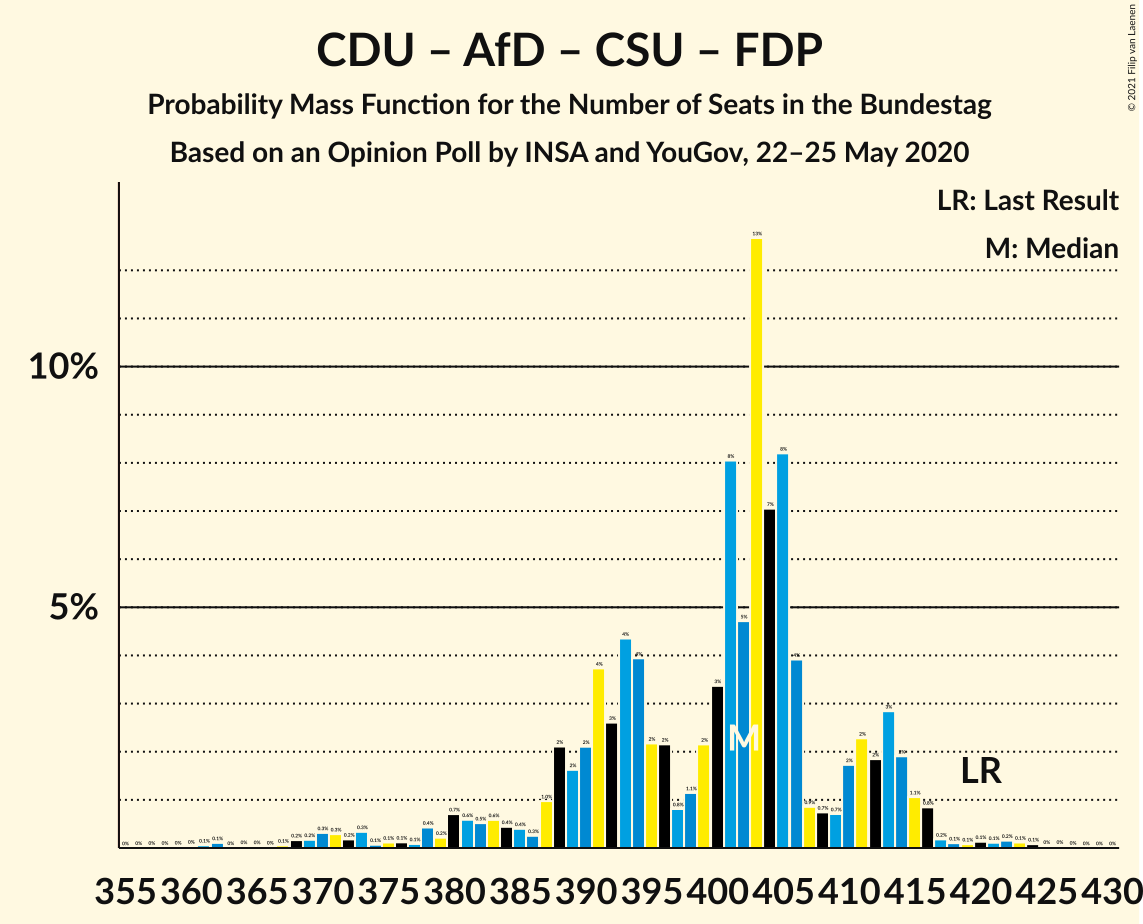 CDU – AfD – CSU – FDP
Probability Mass Function for the Number of Seats in the Bundestag
Based on an Opinion Poll by INSA and YouGov, 22–25 May 2020
© 2021 Filip van Laenen
LR: Last Result
M: Median
10%
5%
M
LR
355 360 365 370 375 380 385 390 395 400 405 410 415 420 425 430